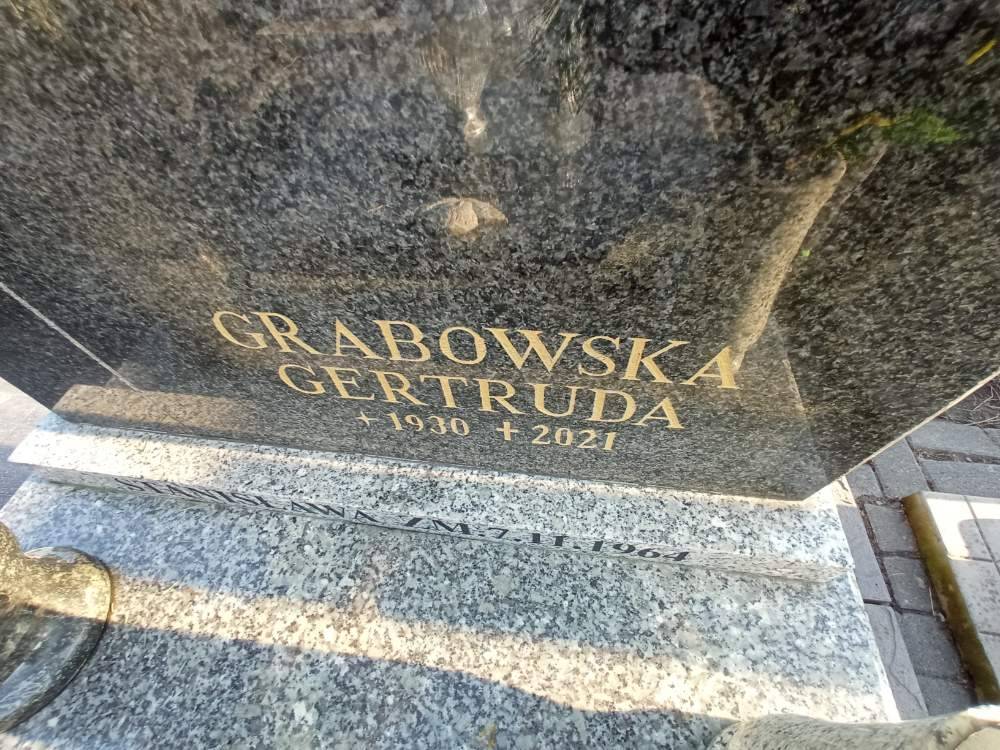 GRABOWSKA
GERTRUDA
+ 1930 ✝ 2021
ZM. 7 II. 1964